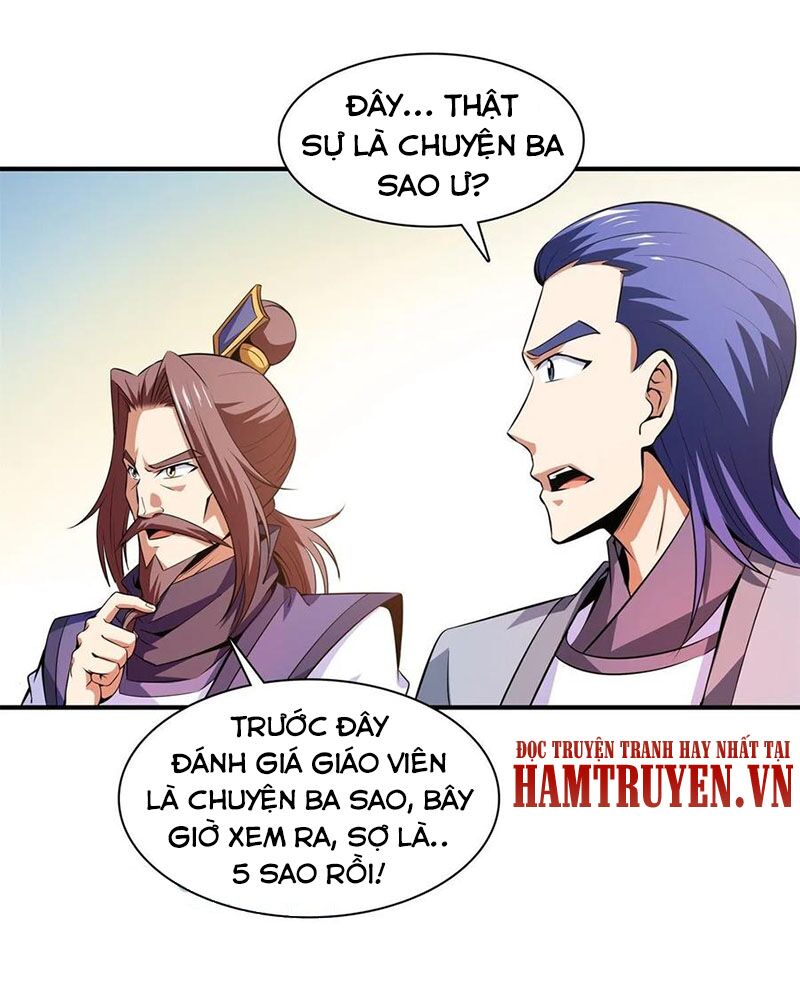 ĐÂY... THẬT
SỰ LÀ CHUYỆN BA
SAO Ư?
TRƯỚC ĐÂY
ĐÁNH GIÁ GIÁO VIÊN
LÀ CHUYỆN BA SAO, BÂY
GIỜ XEM RA, SỢ LÀ..
5 SAO RỒI!
ĐỌC TRUYỆN TRANH HAY NHẤT TẠI
HAMTRUYEN.VN